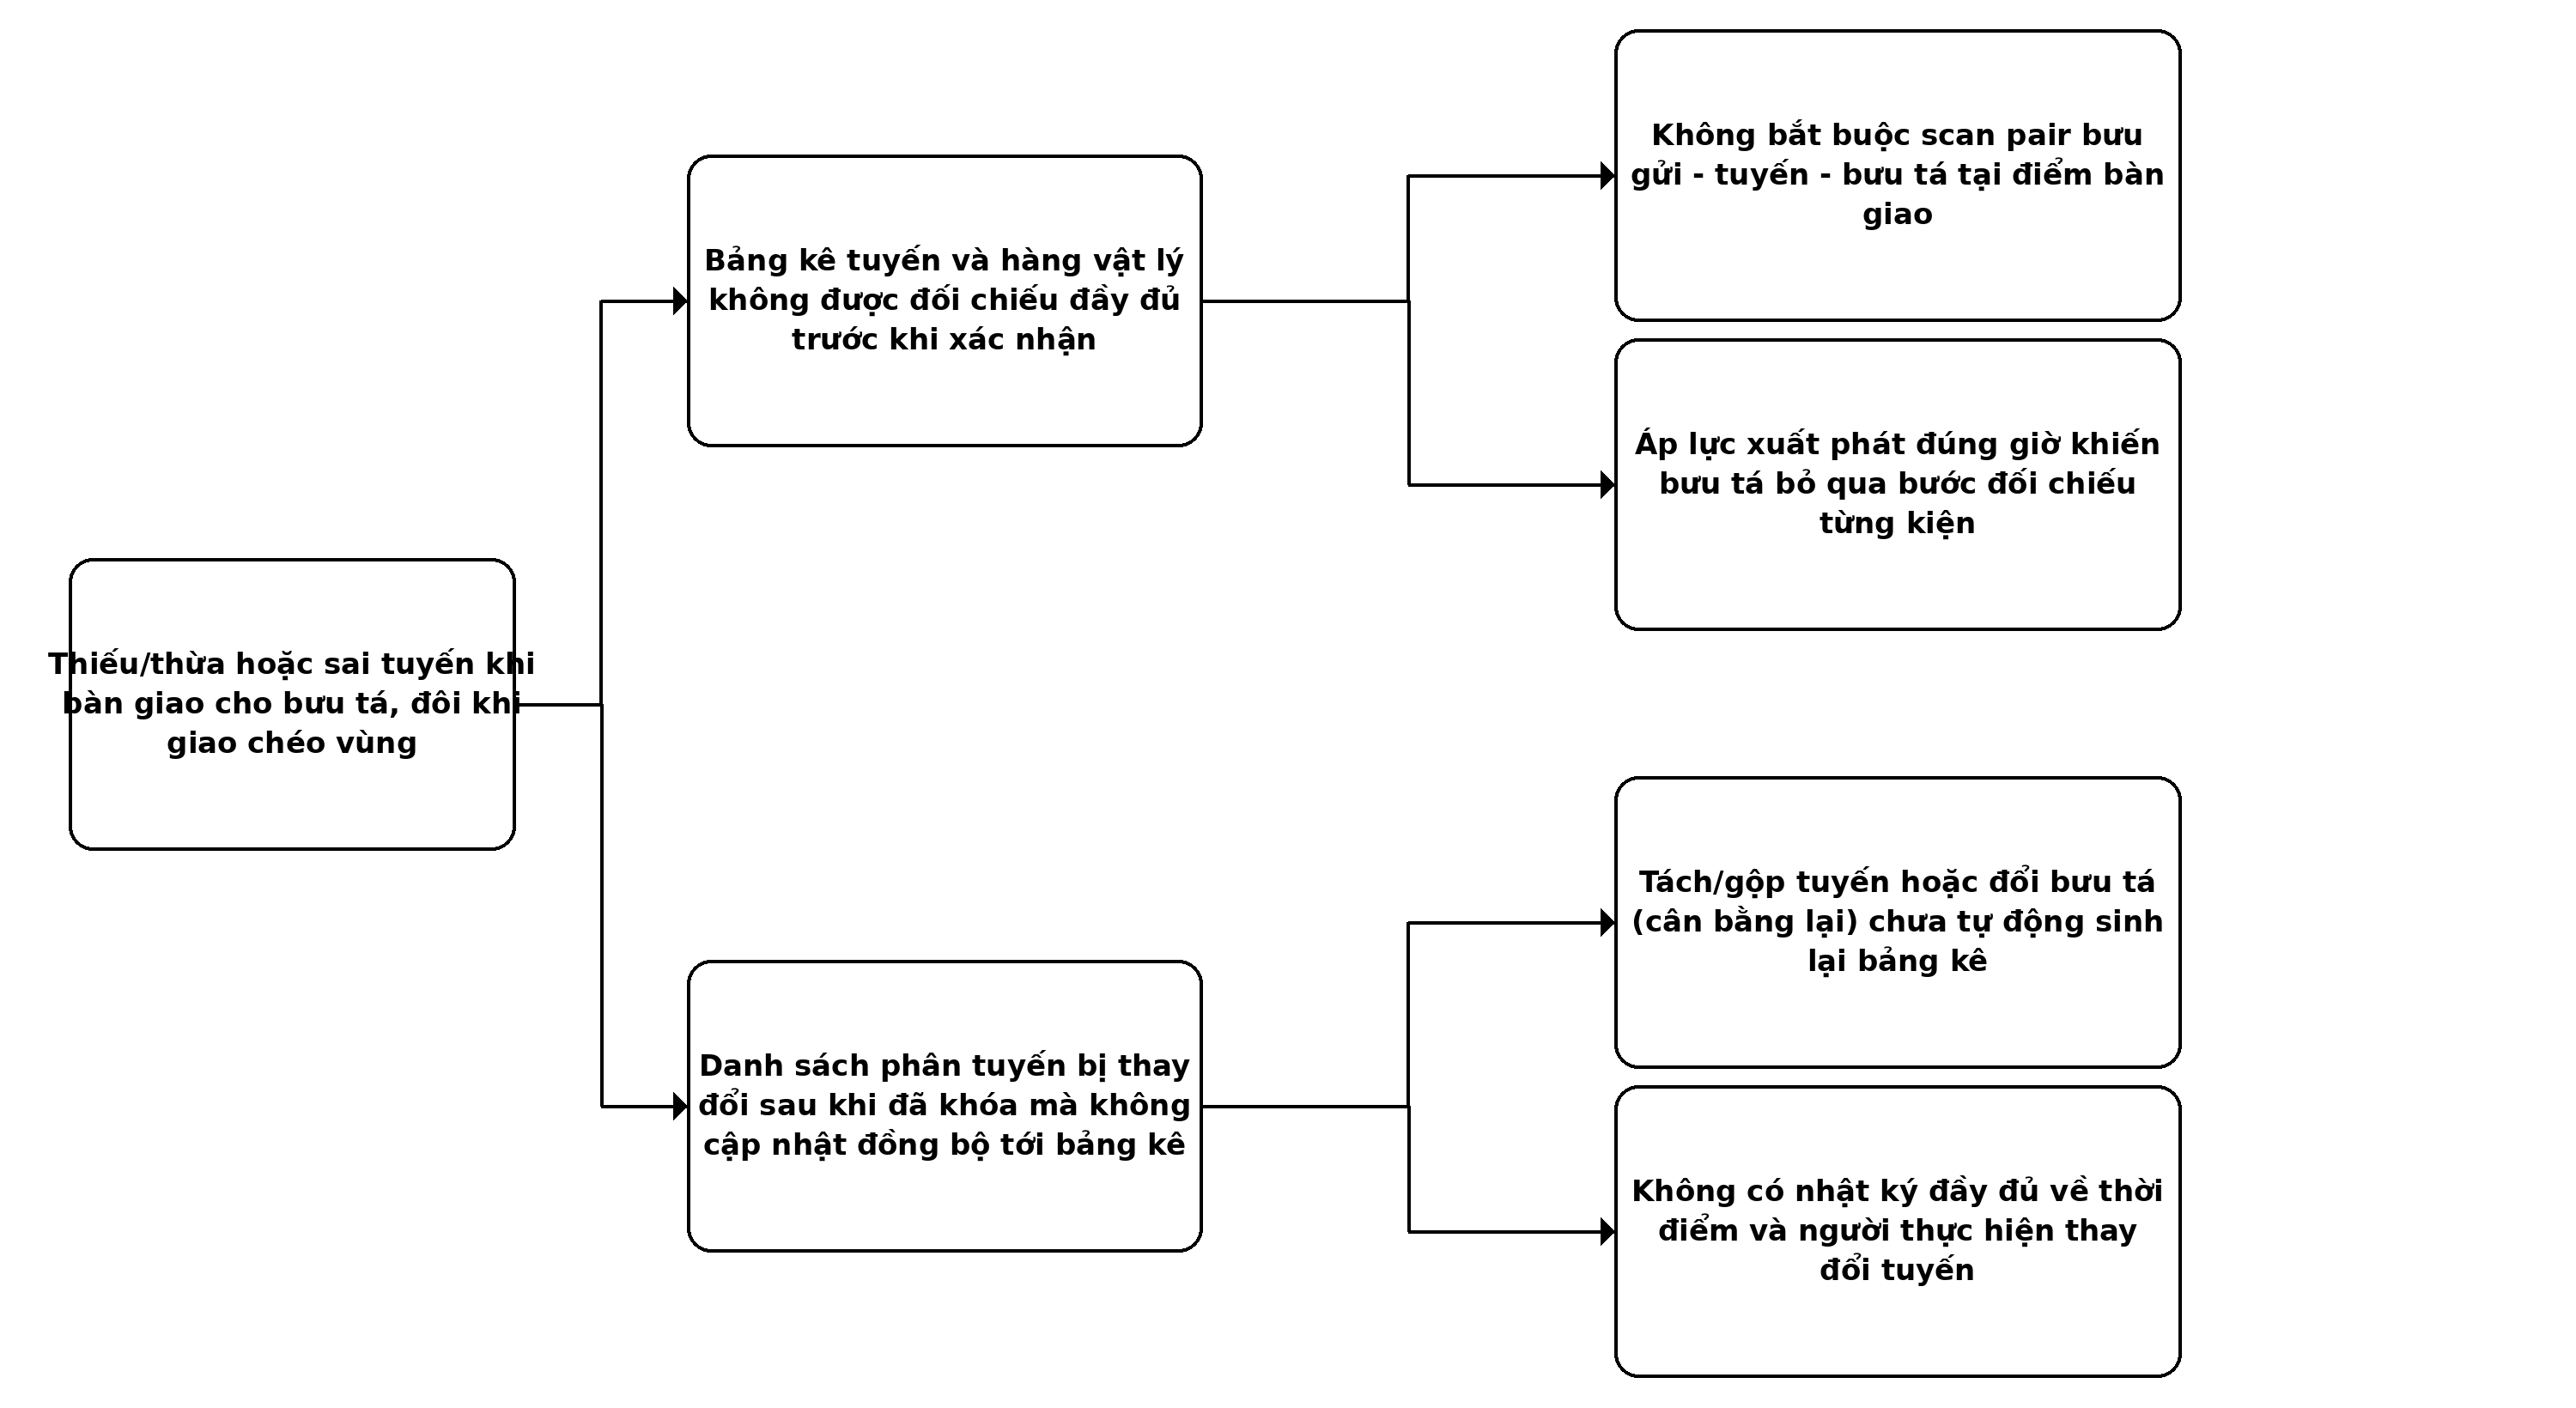 Thiếu/thừa hoặc sai tuyến khi
bàn giao cho bưu tá, đôi khi
giao chéo vùng
Bảng kê tuyến và hàng vật lý
không được đối chiếu đầy đủ
trước khi xác nhận
Không bắt buộc scan pair bưu
gửi - tuyến - bưu tá tại điểm bàn
giao
Áp lực xuất phát đúng giờ khiến
bưu tá bỏ qua bước đối chiếu
từng kiện
Danh sách phân tuyến bị thay
đổi sau khi đã khóa mà không
cập nhật đồng bộ tới bảng kê
Tách/gộp tuyến hoặc đổi bưu tá
(cân bằng lại) chưa tự động sinh
lại bảng kê
Không có nhật ký đầy đủ về thời
điểm và người thực hiện thay
đổi tuyến